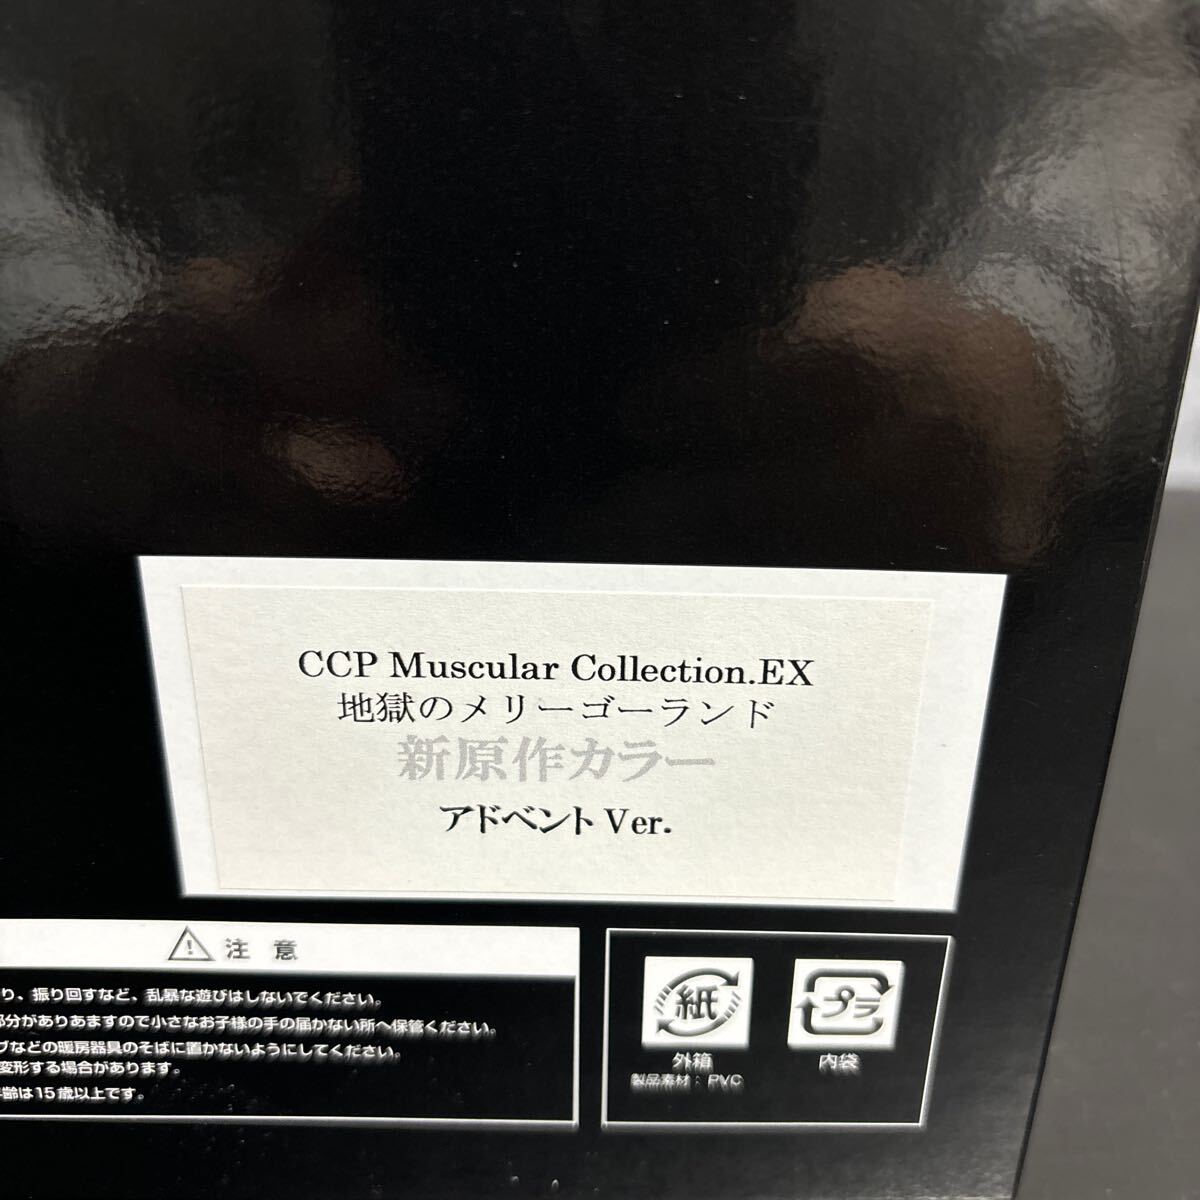 CCP Muscular Collection.EX
地獄のメリーゴーランド
新原作カラー
アドベント Ver.
注 意
り、振り回すなど、乱暴な遊びはしないでください。
部分がありあますので小さなお子様の手の届かない所へ保管ください。
ブなどの暖房器具のそばに置かないようにしてください。
変形する場合があります。
齢は15歳以上です。
紙
外箱
プラ
内袋
製品素材：PVC